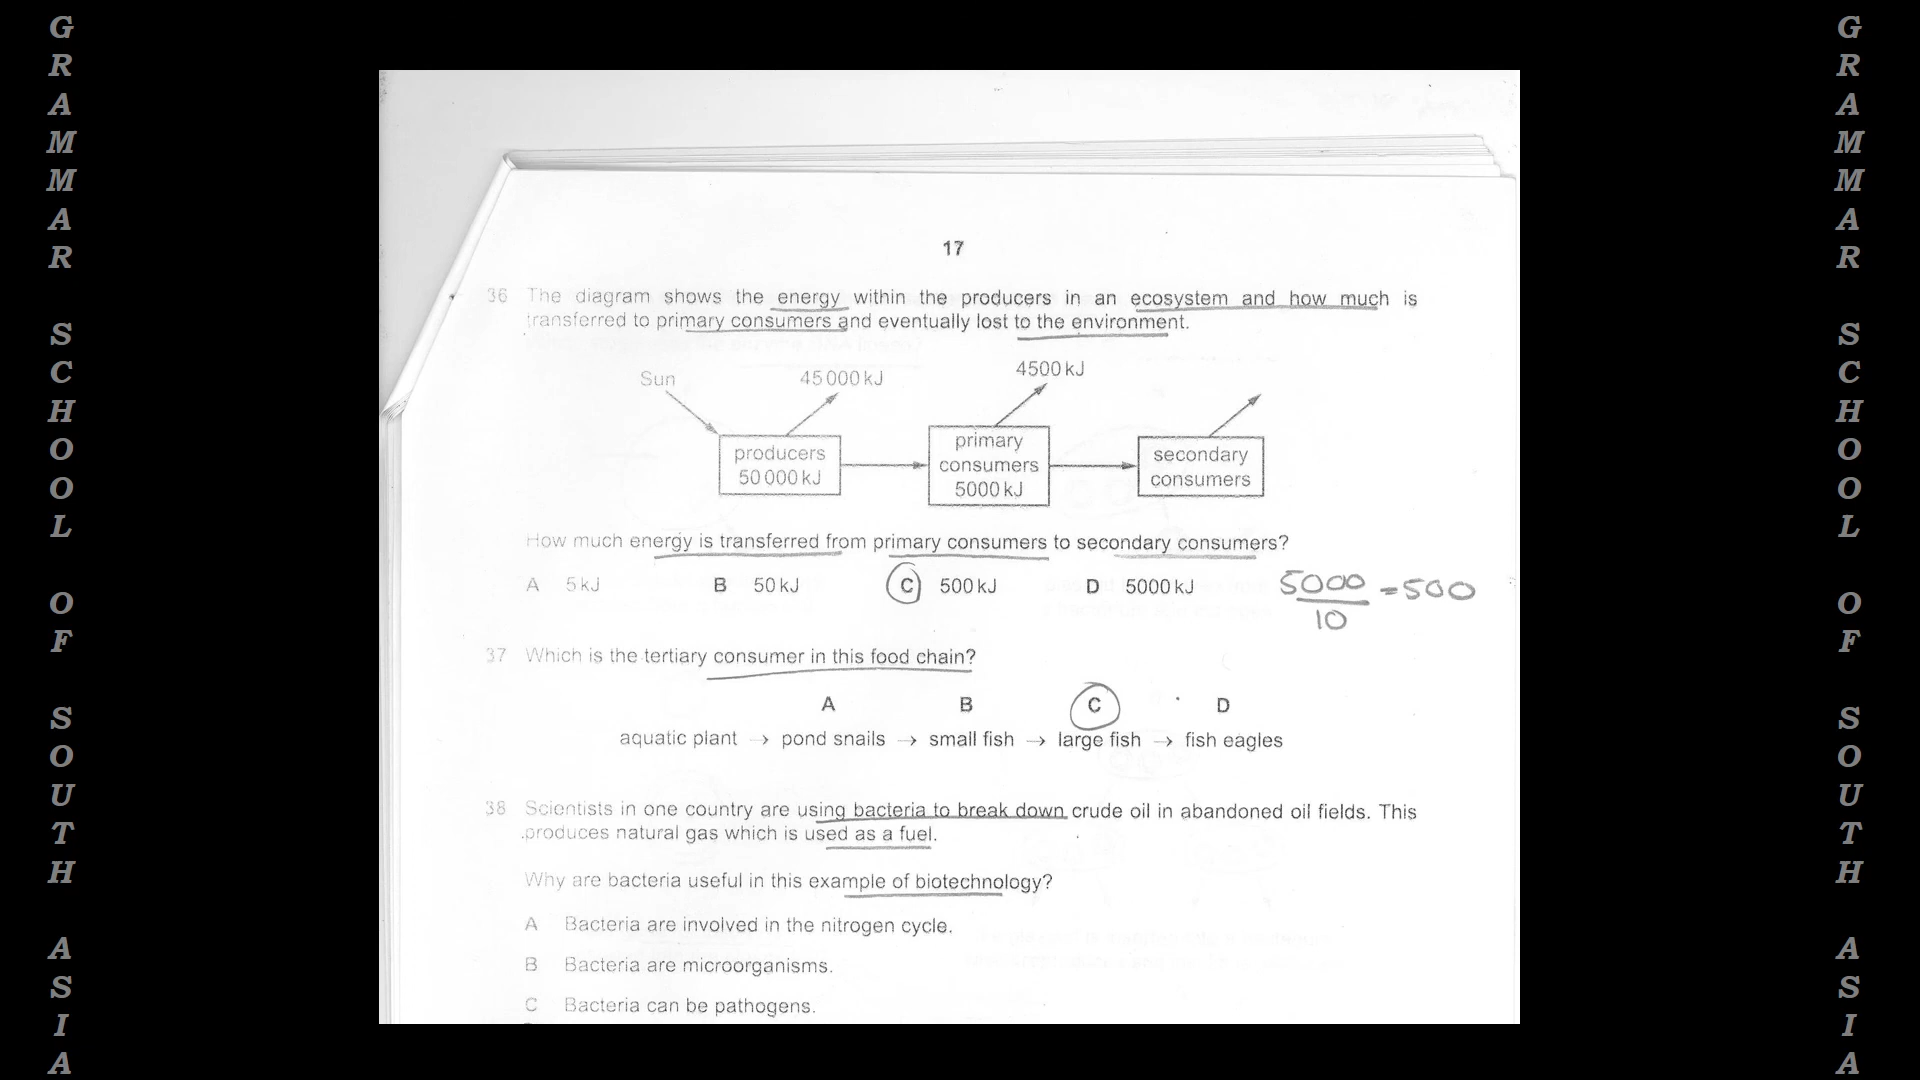 GRAMMAR SCHOOL OF SOUTH ASIA
17
36 The diagram shows the energy within the producers in an ecosystem and how much is
transferred to primary consumers and eventually lost to the environment.
Sun
45 000 kJ
4500 kJ
producers
50 000 kJ
primary
consumers
5000 kJ
secondary
consumers
How much energy is transferred from primary consumers to secondary consumers?
A 5 kJ B 50 kJ C 500 kJ D 5000 kJ
5000
10
=500
37 Which is the tertiary consumer in this food chain?
A B C D
aquatic plant → pond snails → small fish → large fish → fish eagles
38 Scientists in one country are using bacteria to break down crude oil in abandoned oil fields. This
produces natural gas which is used as a fuel.
Why are bacteria useful in this example of biotechnology?
A Bacteria are involved in the nitrogen cycle.
B Bacteria are microorganisms.
C Bacteria can be pathogens.
GRAMMAR SCHOOL OF SOUTH ASIA